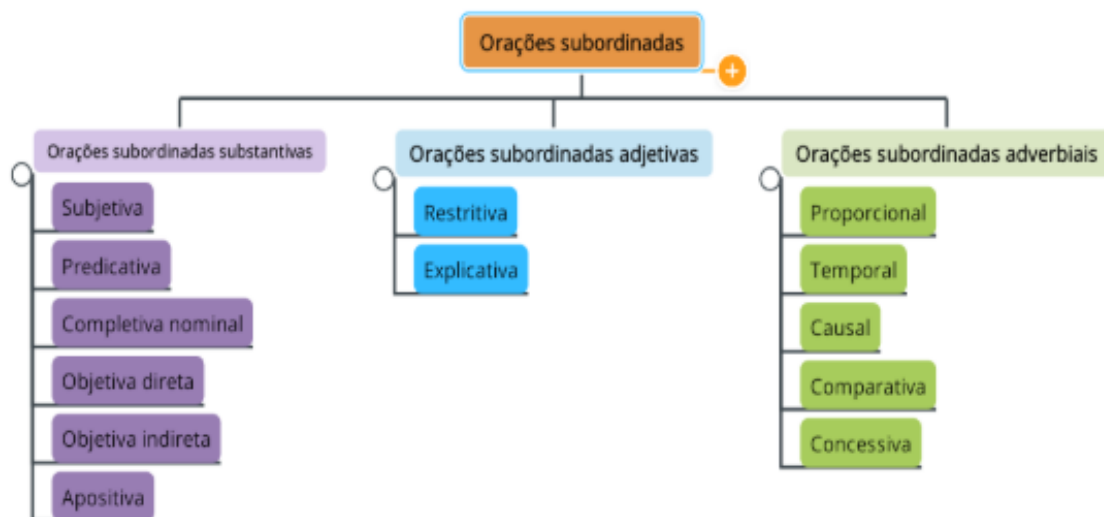 Orações subordinadas
+
Orações subordinadas substantivas
Subjetiva
Predicativa
Completiva nominal
Objetiva direta
Objetiva indireta
Apositiva
Orações subordinadas adjetivas
Restritiva
Explicativa
Orações subordinadas adverbiais
Proporcional
Temporal
Causal
Comparativa
Concessiva